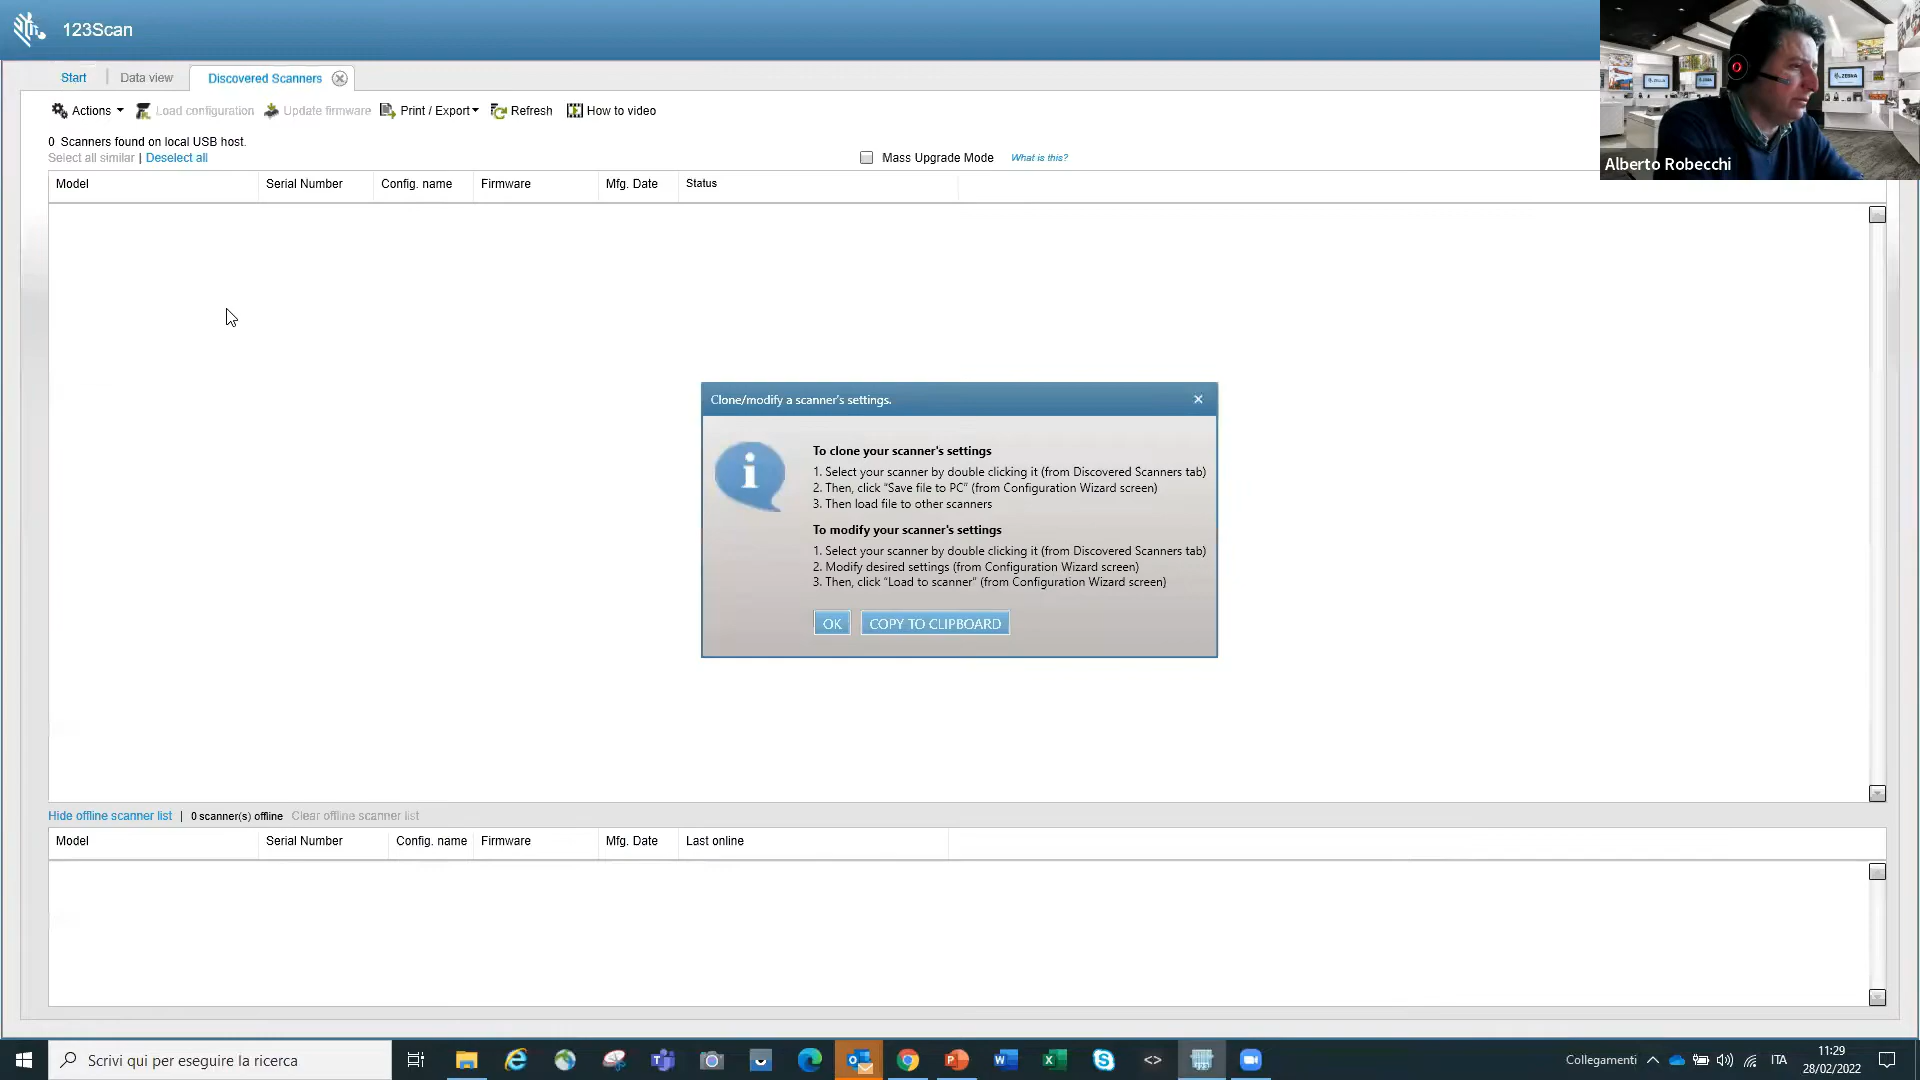 123Scan
Start
Data view
Discovered Scanners
Actions
Load configuration
Update firmware
Print / Export
Refresh
How to video
0 Scanners found on local USB host.
Select all similar | Deselect all
Mass Upgrade Mode
What is this?
Alberto Robecchi
Model
Serial Number
Config. name
Firmware
Mfg. Date
Status
Clone/modify a scanner's settings.
To clone your scanner's settings
1. Select your scanner by double clicking it (from Discovered Scanners tab)
2. Then, click “Save file to PC” (from Configuration Wizard screen)
3. Then load file to other scanners
To modify your scanner's settings
1. Select your scanner by double clicking it (from Discovered Scanners tab)
2. Modify desired settings (from Configuration Wizard screen)
3. Then, click “Load to scanner” (from Configuration Wizard screen)
OK
COPY TO CLIPBOARD
Hide offline scanner list | 0 scanner(s) offline Clear offline scanner list
Model
Serial Number
Config. name
Firmware
Mfg. Date
Last online
Scrivi qui per eseguire la ricerca
Collegamenti
ITA
11:29
28/02/2022